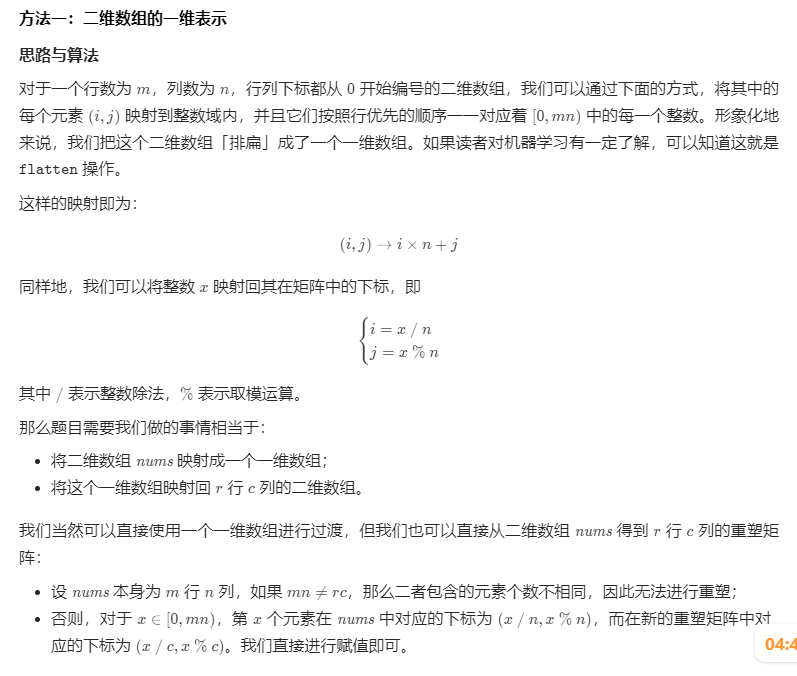 方法一：二维数组的一维表示
思路与算法
对于一个行数为 m，列数为 n，行列下标都从 0 开始编号的二维数组，我们可以通过下面的方式，将其中的
每个元素 (i, j) 映射到整数域内，并且它们按照行优先的顺序一一对应着 [0, mn) 中的每一个整数。形象化地
来说，我们把这个二维数组「排扁」成了一个一维数组。如果读者对机器学习有一定了解，可以知道这就是
flatten 操作。
这样的映射即为：
(i, j) → i × n + j
同样地，我们可以将整数 x 映射回其在矩阵中的下标，即
{ i = x / n
j = x % n
其中 / 表示整数除法，% 表示取模运算。
那么题目需要我们做的事情相当于：
• 将二维数组 nums 映射成一个一维数组；
• 将这个一维数组映射回 r 行 c 列的二维数组。
我们当然可以直接使用一个一维数组进行过渡，但我们也可以直接从二维数组 nums 得到 r 行 c 列的重塑矩
阵：
• 设 nums 本身为 m 行 n 列，如果 mn ≠ rc，那么二者包含的元素个数不相同，因此无法进行重塑；
• 否则，对于 x ∈ [0, mn)，第 x 个元素在 nums 中对应的下标为 (x / n, x % n)，而在新的重塑矩阵中对
应的下标为 (x / c, x % c)。我们直接进行赋值即可。
04:4